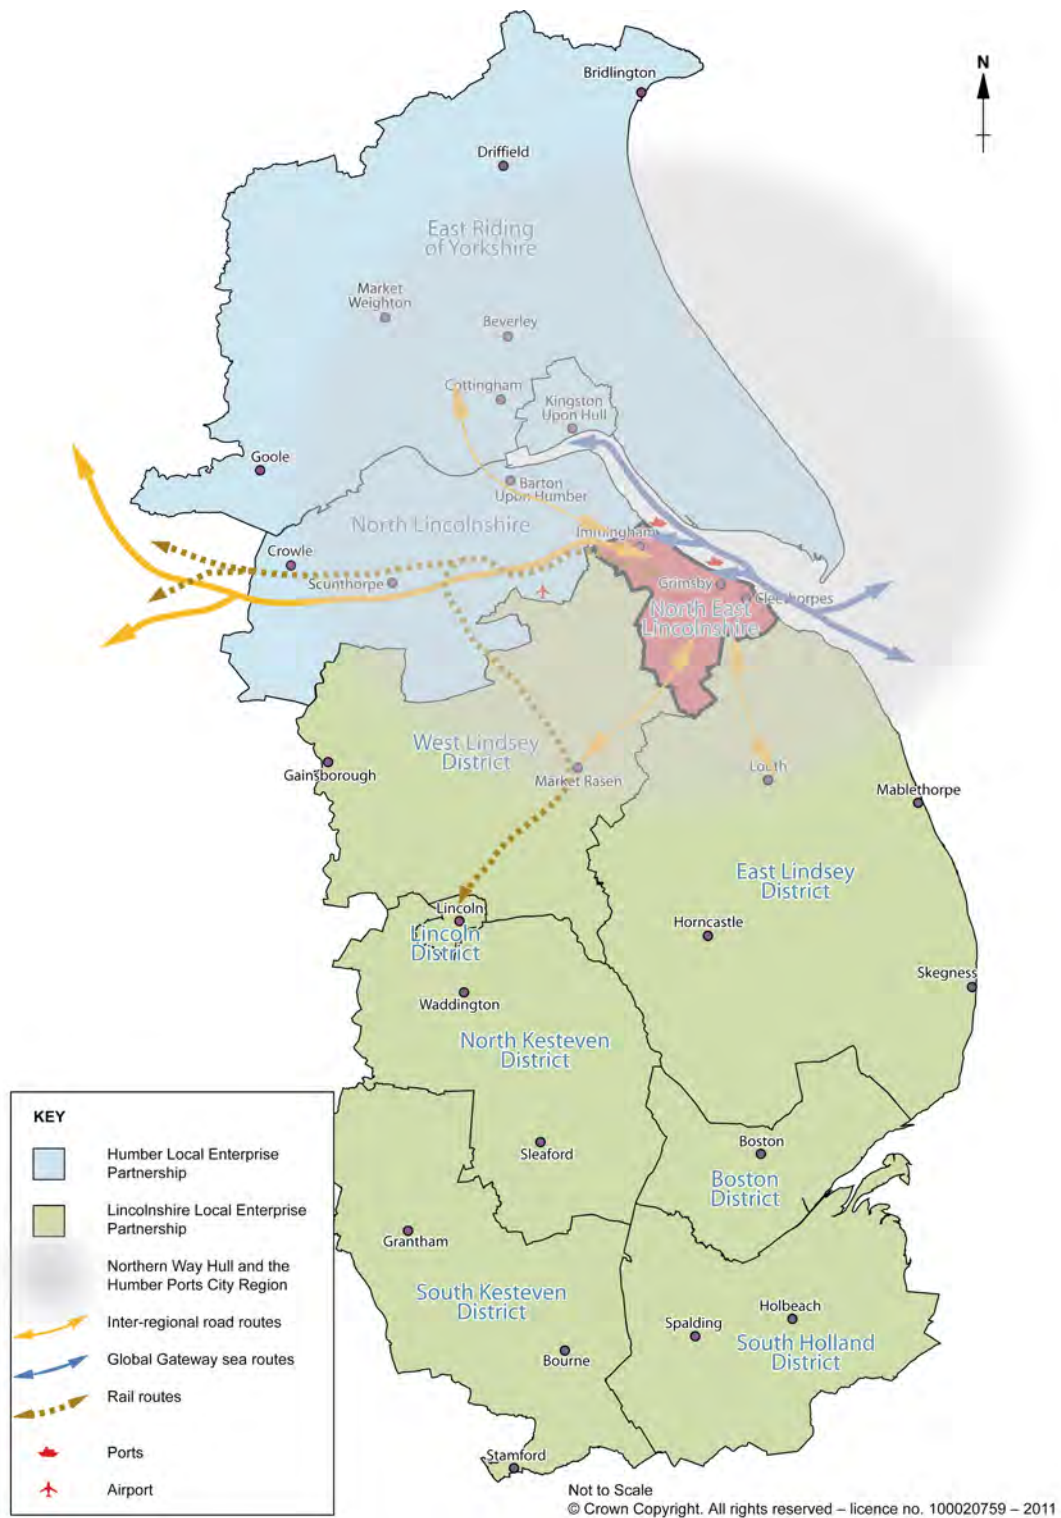 N
Bridlington
Driffield
East Riding
of Yorkshire
Market
Weighton
Beverley
Cottingham
Kingston
Upon Hull
Goole
Barton
Upon Humber
North Lincolnshire
Immingham
Crowle
Scunthorpe
Grimsby
Cleethorpes
North East
Lincolnshire
West Lindsey
District
Gainsborough
Market Rasen
Louth
Mablethorpe
East Lindsey
District
Lincoln
Lincoln
District
Horncastle
Skegness
Waddington
North Kesteven
District
Sleaford
Boston
Boston
District
Grantham
South Kesteven
District
Holbeach
Spalding
South Holland
District
Bourne
Stamford
KEY
Humber Local Enterprise
Partnership
Lincolnshire Local Enterprise
Partnership
Northern Way Hull and the
Humber Ports City Region
Inter-regional road routes
Global Gateway sea routes
Rail routes
Ports
Airport
Not to Scale
© Crown Copyright. All rights reserved – licence no. 100020759 – 2011